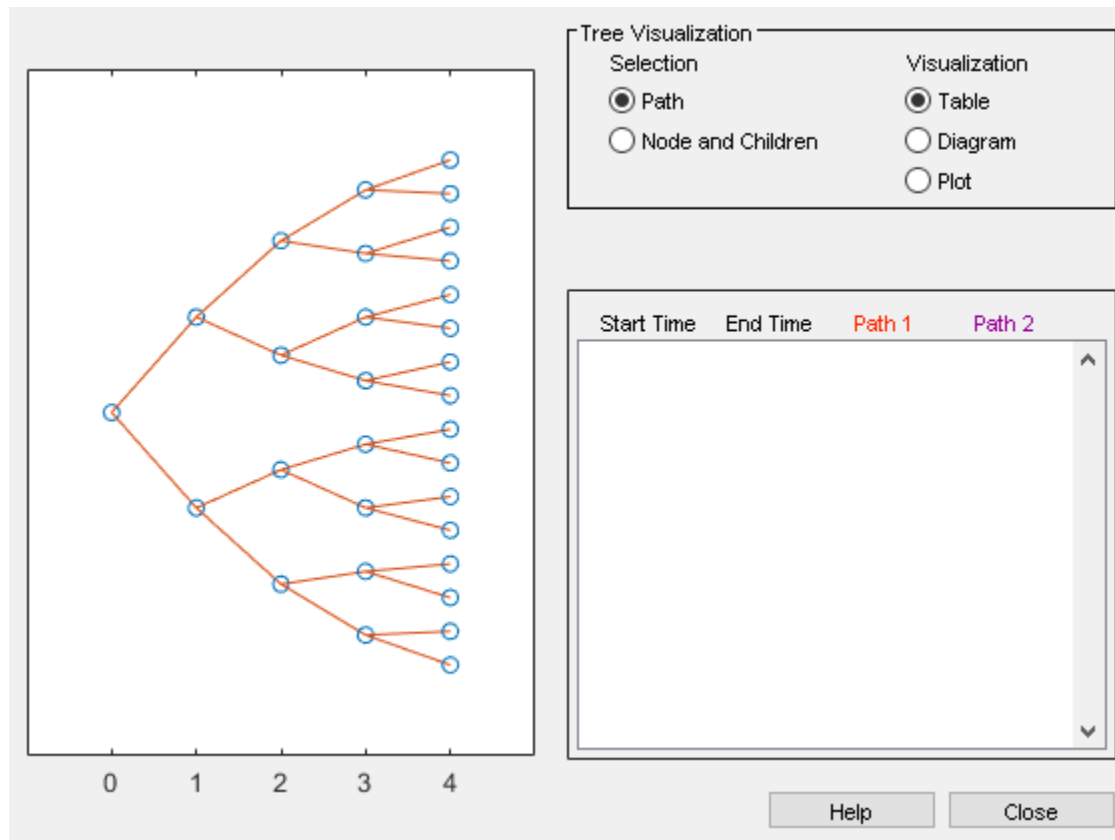 Tree Visualization
Selection
Visualization
Path
Table
Node and Children
Diagram
Plot
Start Time End Time Path 1 Path 2
0 1 2 3 4
Help Close